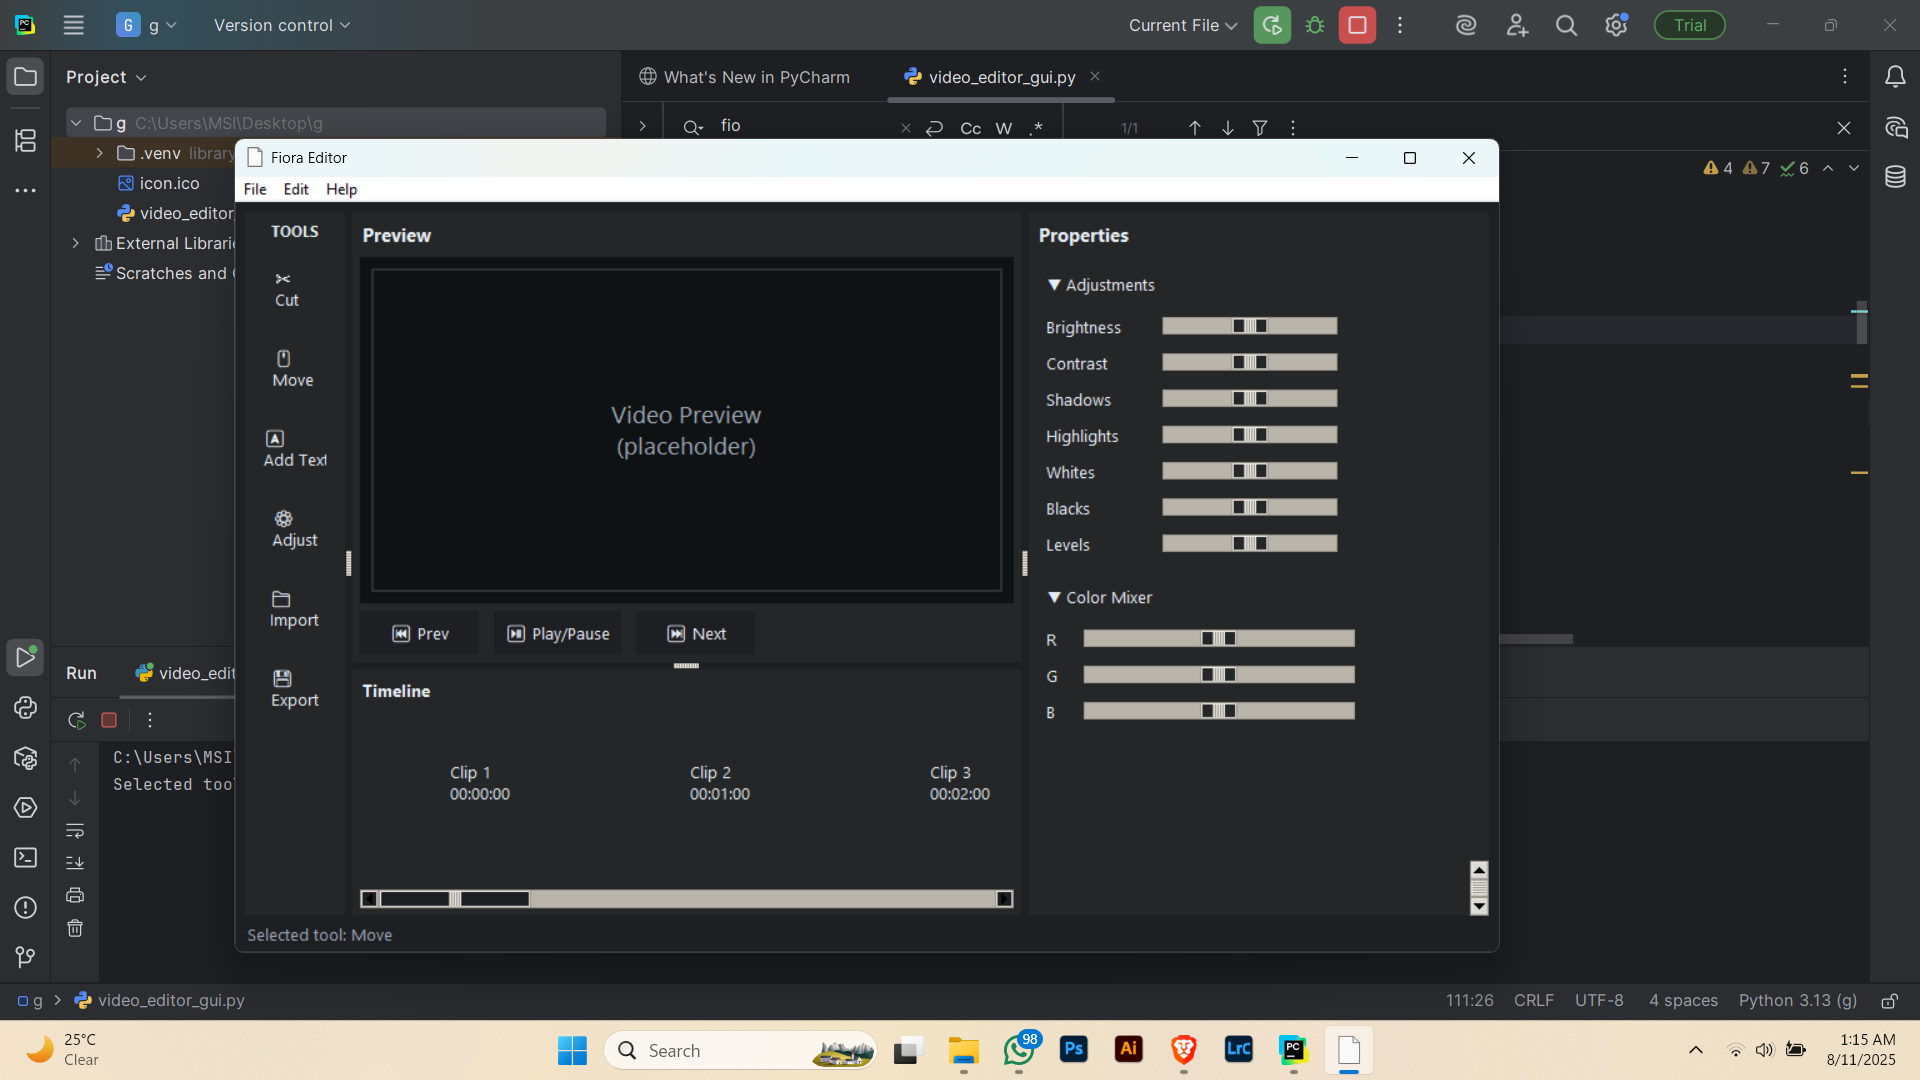 G g Version control
Current File
Trial
Project
What's New in PyCharm
video_editor_gui.py
g C:\Users\MSI\Desktop\g
fio
Cc W .*
1/1
.venv library
4 7 6
icon.ico
video_editor
External Librarie
Scratches and
Fiora Editor
File Edit Help
TOOLS
Cut
Move
Add Text
Adjust
Import
Export
Preview
Video Preview
(placeholder)
Prev
Play/Pause
Next
Timeline
Clip 1
00:00:00
Clip 2
00:01:00
Clip 3
00:02:00
Properties
▼ Adjustments
Brightness
Contrast
Shadows
Highlights
Whites
Blacks
Levels
▼ Color Mixer
R
G
B
Selected tool: Move
Run
video_edit
C:\Users\MSI
Selected too
g > video_editor_gui.py
111:26 CRLF UTF-8 4 spaces Python 3.13 (g)
25°C
Clear
Search
98
Ps
Ai
LrC
PC
1:15 AM
8/11/2025